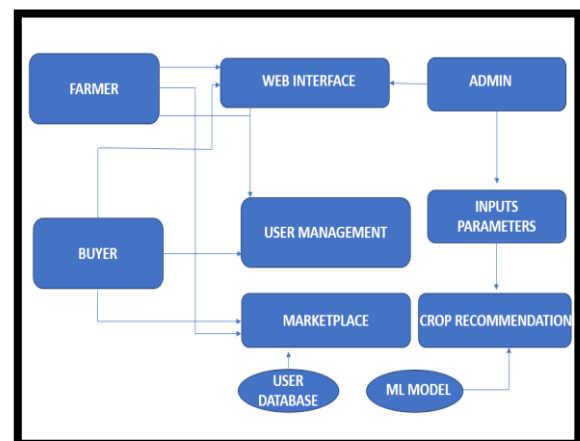 FARMER
WEB INTERFACE
ADMIN
INPUTS
PARAMETERS
USER MANAGEMENT
BUYER
MARKETPLACE
CROP RECOMMENDATION
USER
DATABASE
ML MODEL